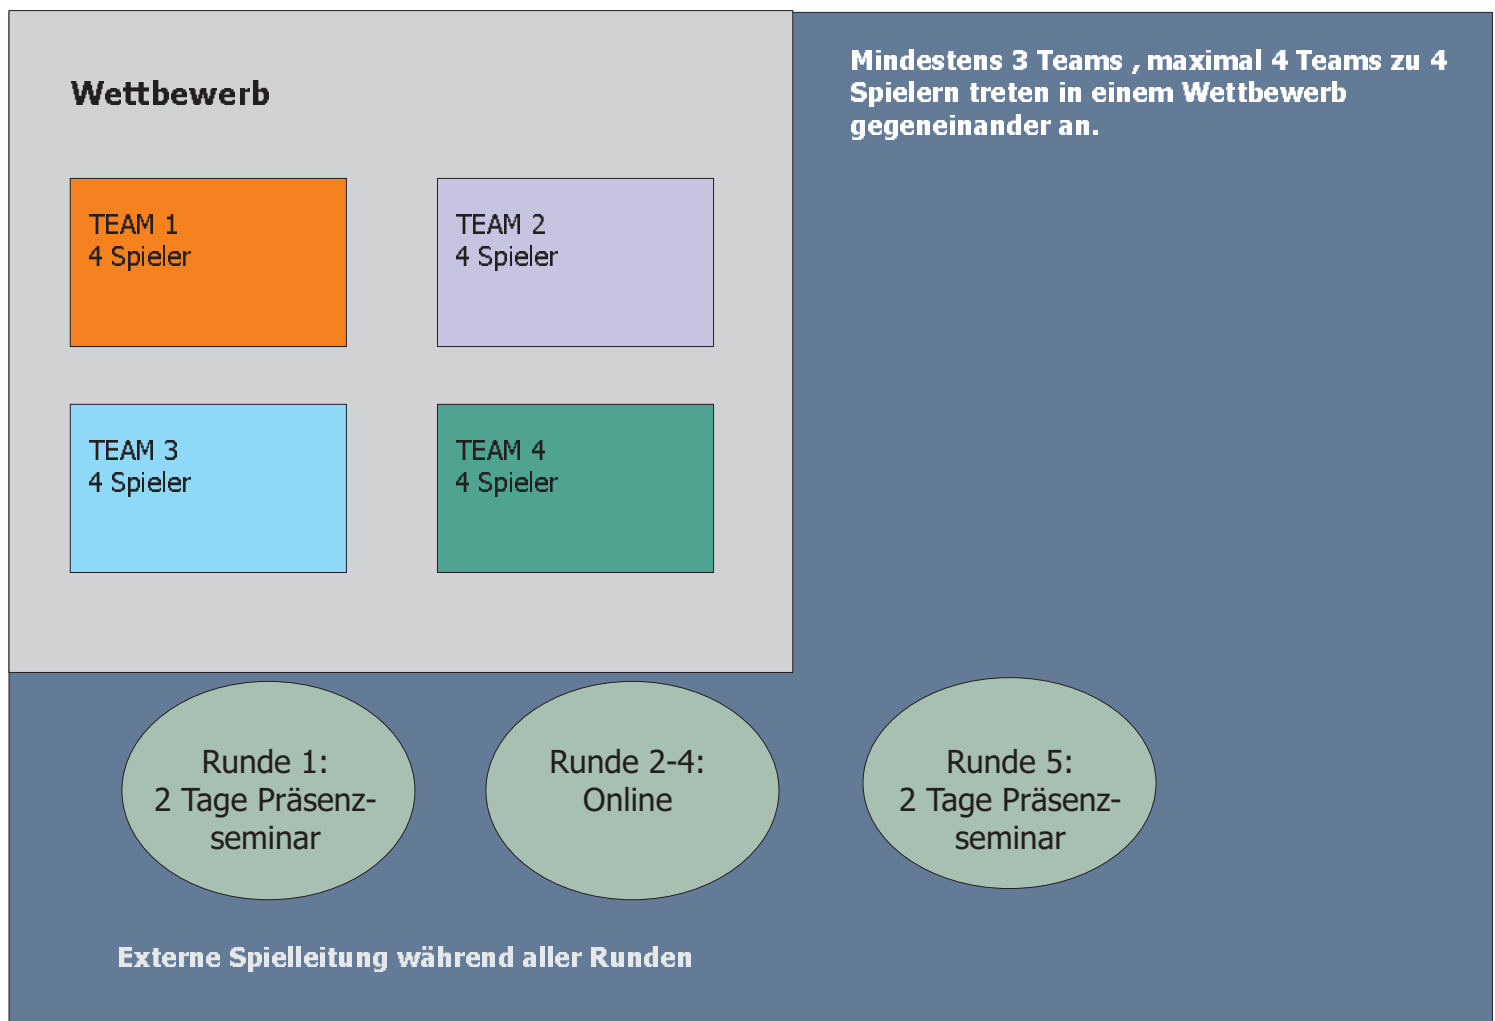 Wettbewerb
Mindestens 3 Teams , maximal 4 Teams zu 4
Spielern treten in einem Wettbewerb
gegeneinander an.
TEAM 1
4 Spieler
TEAM 2
4 Spieler
TEAM 3
4 Spieler
TEAM 4
4 Spieler
Runde 1:
2 Tage Präsenz-
seminar
Runde 2-4:
Online
Runde 5:
2 Tage Präsenz-
seminar
Externe Spielleitung während aller Runden